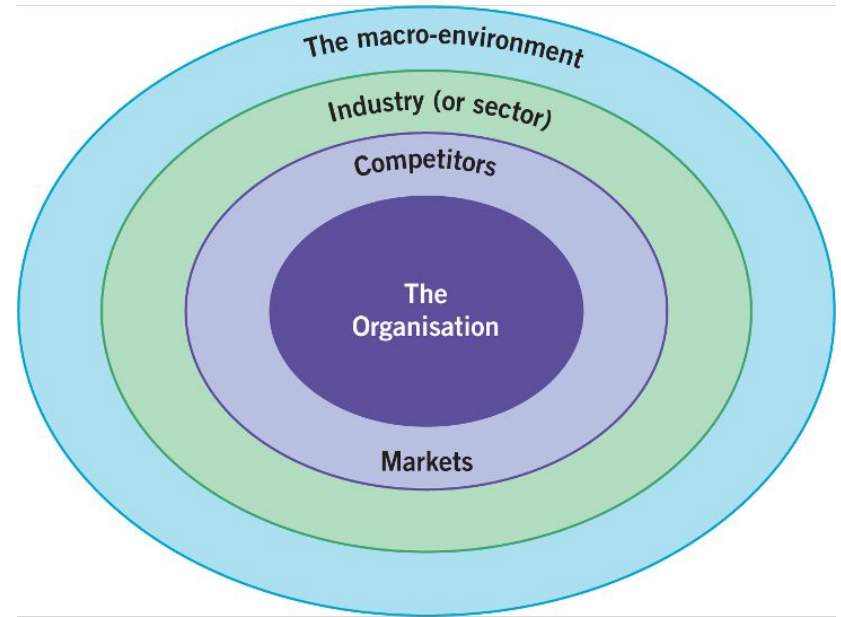 The macro-environment
Industry (or sector)
Competitors
The
Organisation
Markets